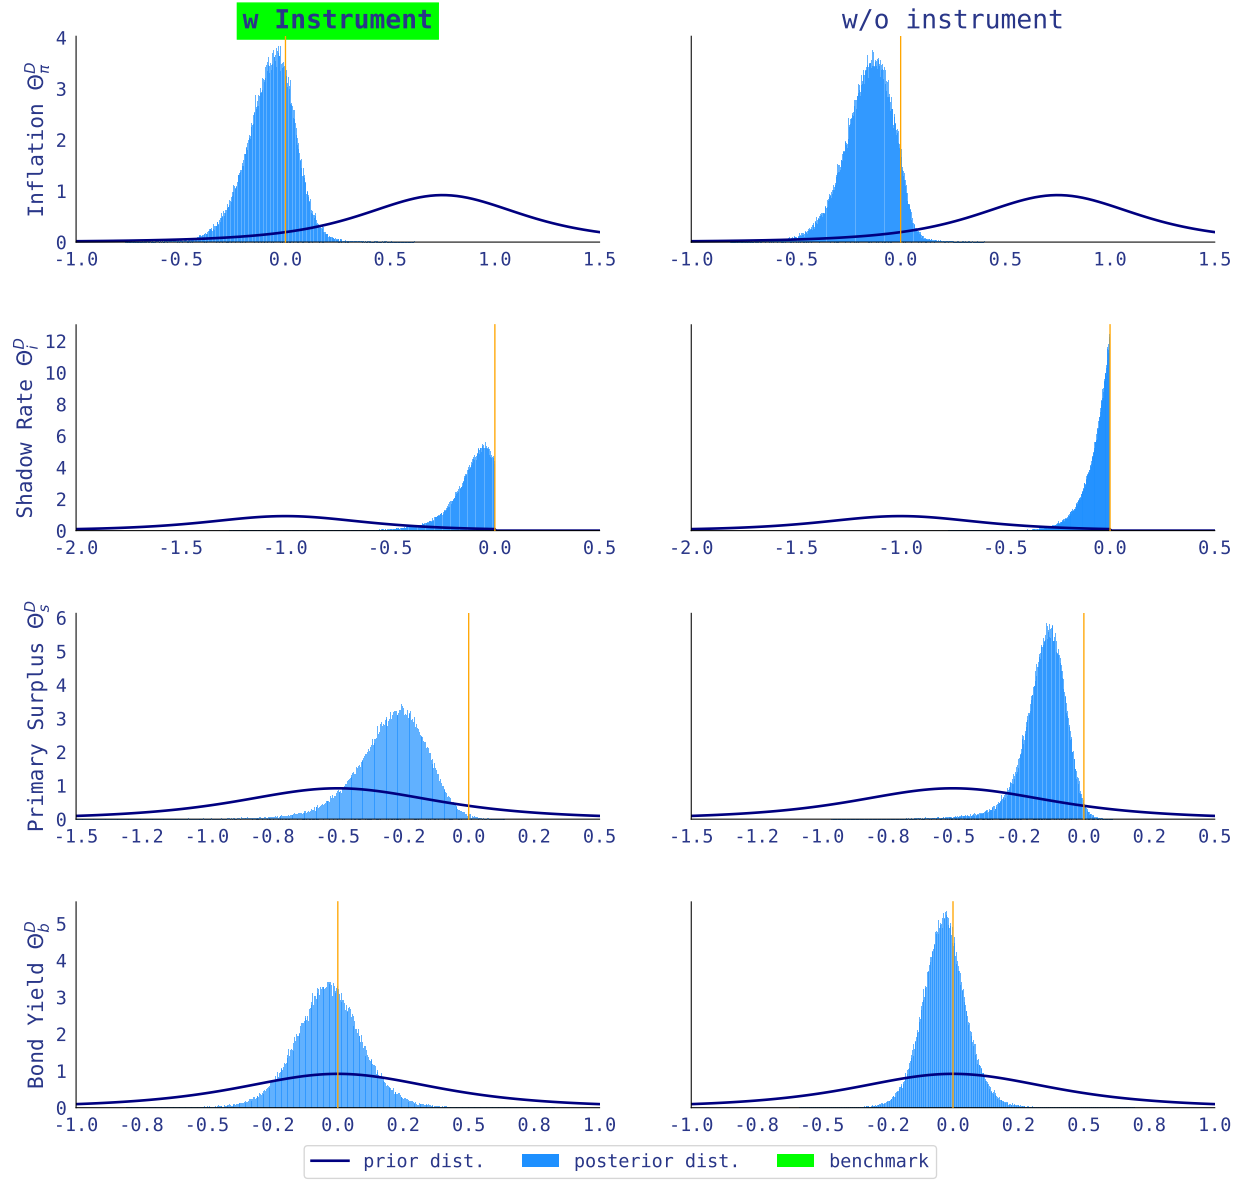 w Instrument
w/o instrument
Inflation Θ_π^D
4
3
2
1
0
-1.0 -0.5 0.0 0.5 1.0 1.5
-1.0 -0.5 0.0 0.5 1.0 1.5
Shadow Rate Θ_i^D
12
10
8
6
4
2
0
-2.0 -1.5 -1.0 -0.5 0.0 0.5
-2.0 -1.5 -1.0 -0.5 0.0 0.5
Primary Surplus Θ_s^D
6
5
4
3
2
1
0
-1.5 -1.2 -1.0 -0.8 -0.5 -0.2 0.0 0.2 0.5
-1.5 -1.2 -1.0 -0.8 -0.5 -0.2 0.0 0.2 0.5
Bond Yield Θ_b^D
5
4
3
2
1
0
-1.0 -0.8 -0.5 -0.2 0.0 0.2 0.5 0.8 1.0
-1.0 -0.8 -0.5 -0.2 0.0 0.2 0.5 0.8 1.0
prior dist. posterior dist. benchmark